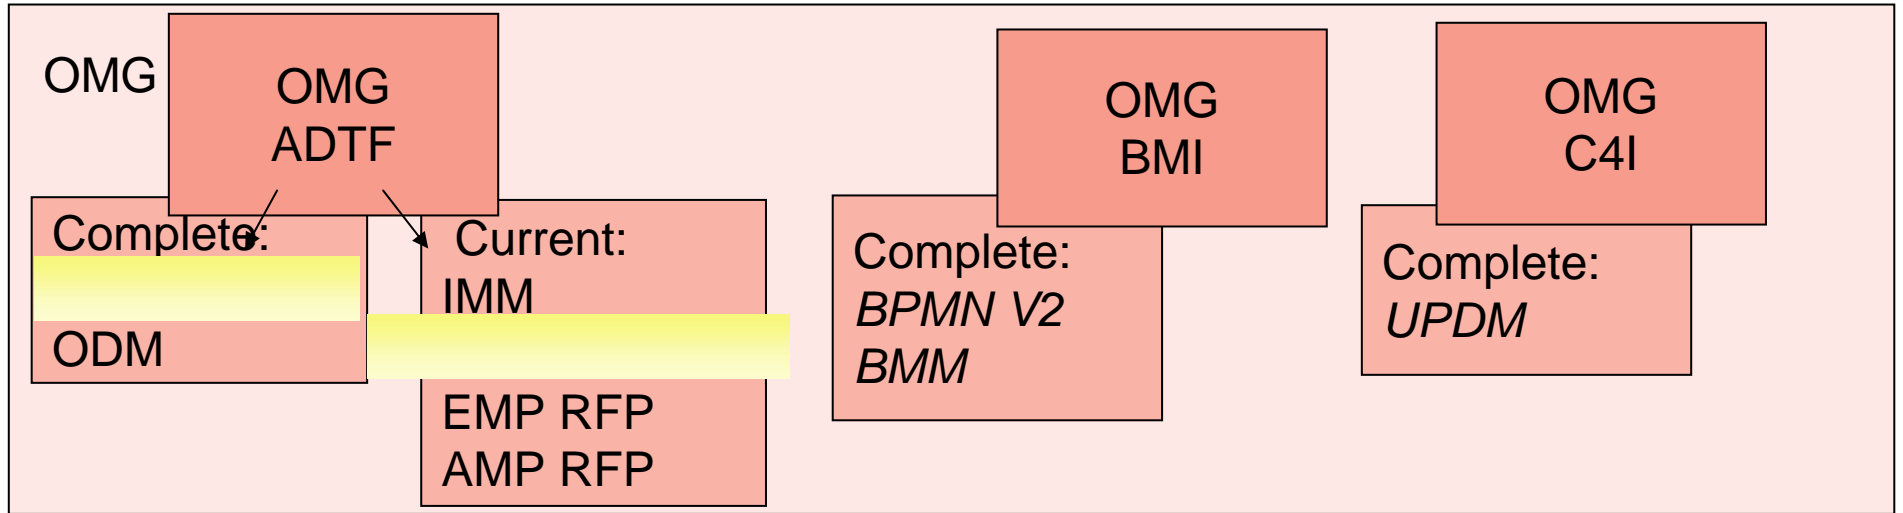 OMG
OMG
ADTF
Complete:
ODM
Current:
IMM
EMP RFP
AMP RFP
OMG
BMI
Complete:
BPMN V2
BMM
OMG
C4I
Complete:
UPDM